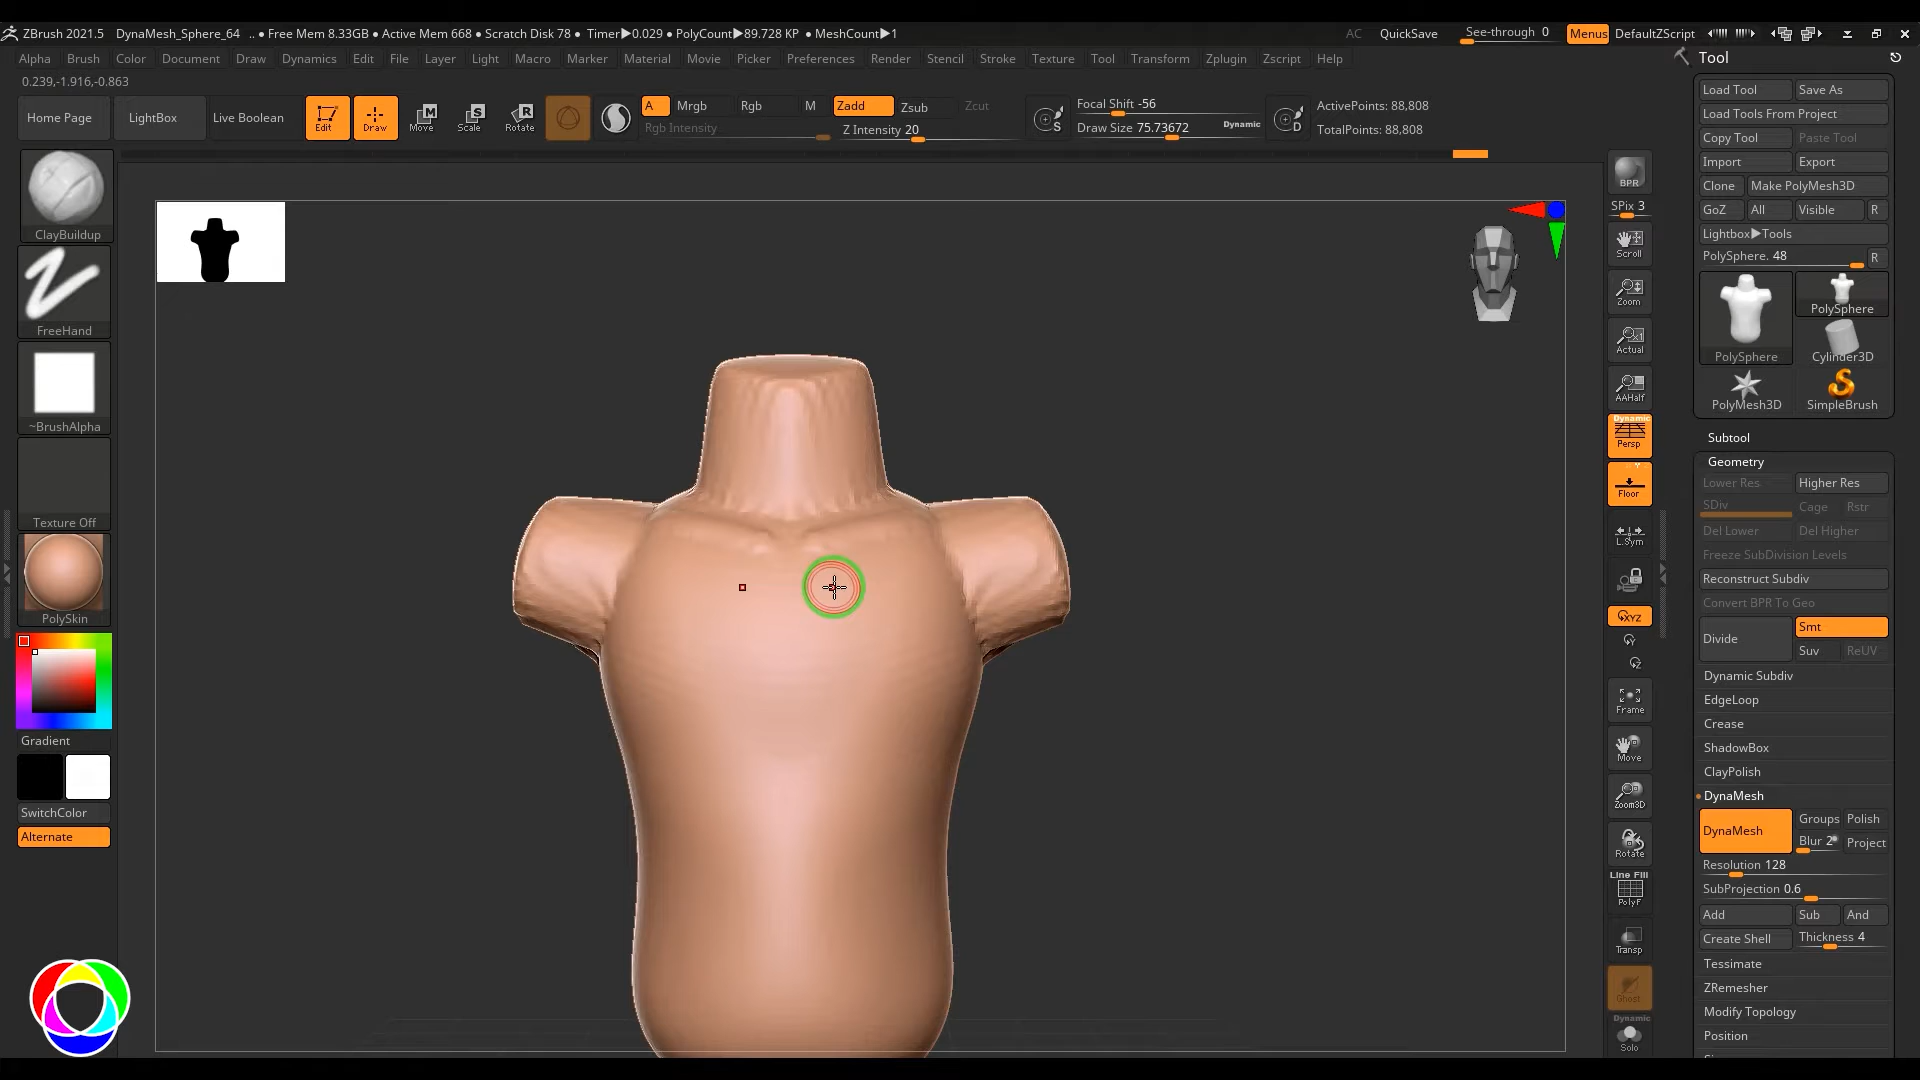 ZBrush 2021.5 DynaMesh_Sphere_64 .. ● Free Mem 8.33GB ● Active Mem 668 ● Scratch Disk 78 ● Timer▶0.029 ● PolyCount▶89.728 KP ● MeshCount▶1 AC QuickSave See-through 0 Menus DefaultZScript
Alpha Brush Color Document Draw Dynamics Edit File Layer Light Macro Marker Material Movie Picker Preferences Render Stencil Stroke Texture Tool Transform Zplugin Zscript Help
0.239,-1.916,-0.863
Home Page LightBox Live Boolean Edit Draw Move Scale Rotate
A Mrgb Rgb M Zadd Zsub Zcut
Rgb Intensity Z Intensity 20
S Focal Shift -56
Draw Size 75.73672 Dynamic
D ActivePoints: 88,808
TotalPoints: 88,808
ClayBuildup
FreeHand
~BrushAlpha
Texture Off
PolySkin
Gradient
SwitchColor
Alternate
BPR
SPix 3
Scroll
Zoom
Actual
AAHalf
Dynamic
Persp
Floor
L.Sym
XYZ
Y
Z
Frame
Move
Zoom3D
Rotate
Line Fill
PolyF
Transp
Ghost
Dynamic
Solo
Tool
Load Tool Save As
Load Tools From Project
Copy Tool Paste Tool
Import Export
Clone Make PolyMesh3D
GoZ All Visible R
Lightbox▶Tools
PolySphere. 48 R
PolySphere PolySphere
Cylinder3D
PolyMesh3D SimpleBrush
Subtool
Geometry
Lower Res Higher Res
SDiv Cage Rstr
Del Lower Del Higher
Freeze SubDivision Levels
Reconstruct Subdiv
Convert BPR To Geo
Divide Smt
Suv ReUV
Dynamic Subdiv
EdgeLoop
Crease
ShadowBox
ClayPolish
DynaMesh
DynaMesh Groups Polish
Blur 2 Project
Resolution 128
SubProjection 0.6
Add Sub And
Create Shell Thickness 4
Tessimate
ZRemesher
Modify Topology
Position